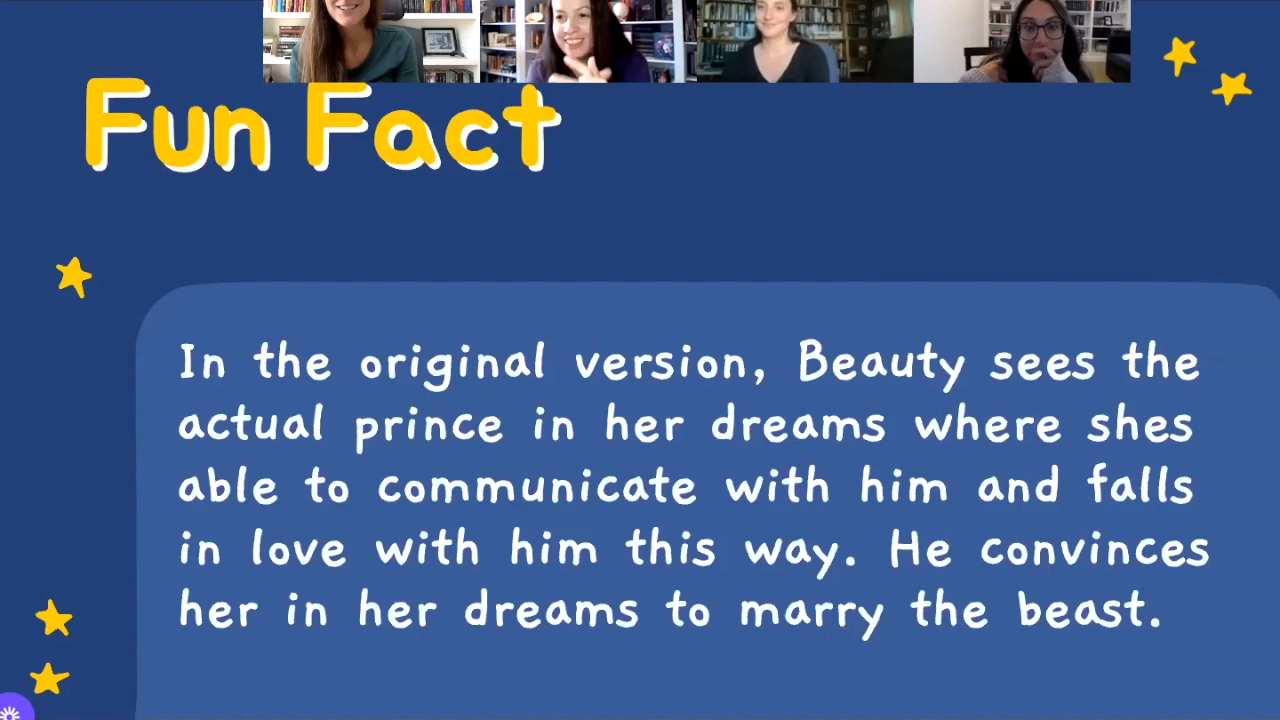 Fun Fact
In the original version, Beauty sees the
actual prince in her dreams where shes
able to communicate with him and falls
in love with him this way. He convinces
her in her dreams to marry the beast.